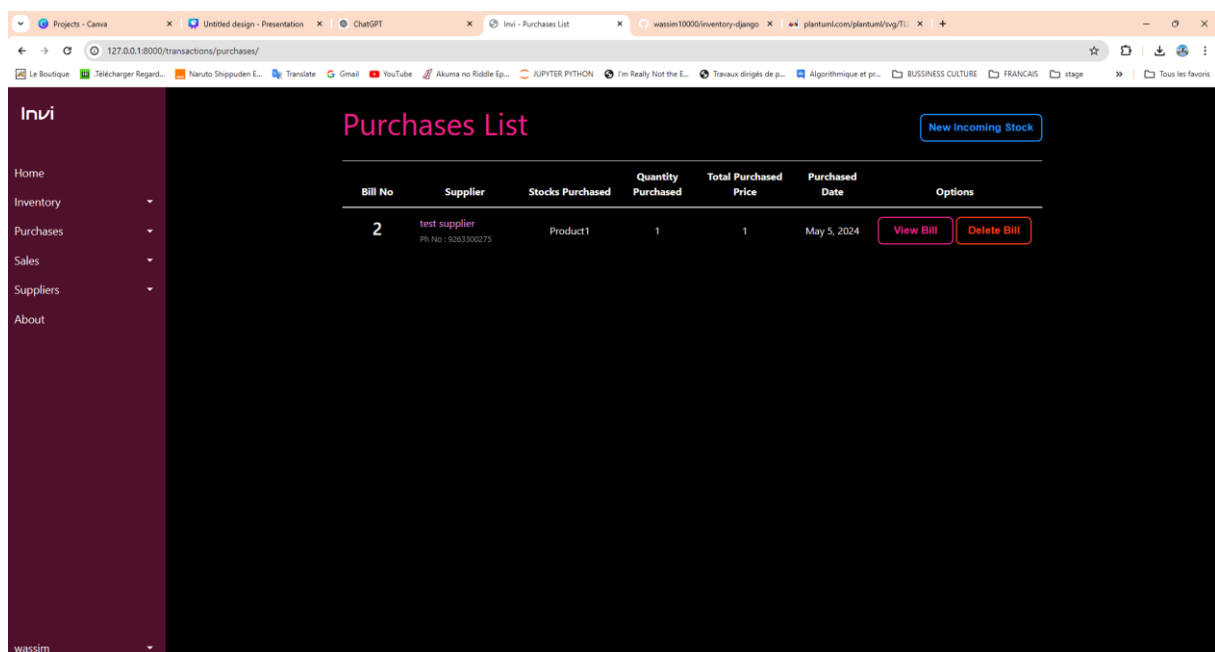 Projects - Canva
Untitled design - Presentation
ChatGPT
Invi - Purchases List
wassim10000/inventory-django
plantuml.com/plantuml/svg/TL
127.0.0.1:8000/transactions/purchases/
Le Boutique
.Télécharger Regard...
Naruto Shippuden E...
Translate
Gmail
YouTube
Akuma no Riddle Ep...
JUPYTER PYTHON
I'm Really Not the E...
Travaux dirigés de p...
Algorithmique et pr...
BUSSINESS CULTURE
FRANCAIS
stage
»
Tous les favoris
Invi
Home
Inventory
Purchases
Sales
Suppliers
About
wassim
Purchases List
New Incoming Stock
Bill No
Supplier
Stocks Purchased
Quantity
Purchased
Total Purchased
Price
Purchased
Date
Options
2
test supplier
Ph No : 9263300275
Product1
1
1
May 5, 2024
View Bill
Delete Bill